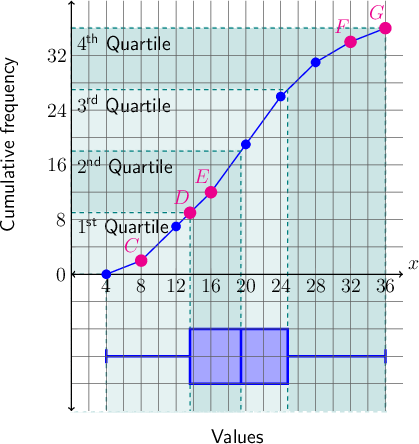 G
F
4th Quartile
32
Cumulative frequency
3rd Quartile
24
2nd Quartile
16
E
D
1st Quartile
8
C
x
0
4 8 12 16 20 24 28 32 36
Values